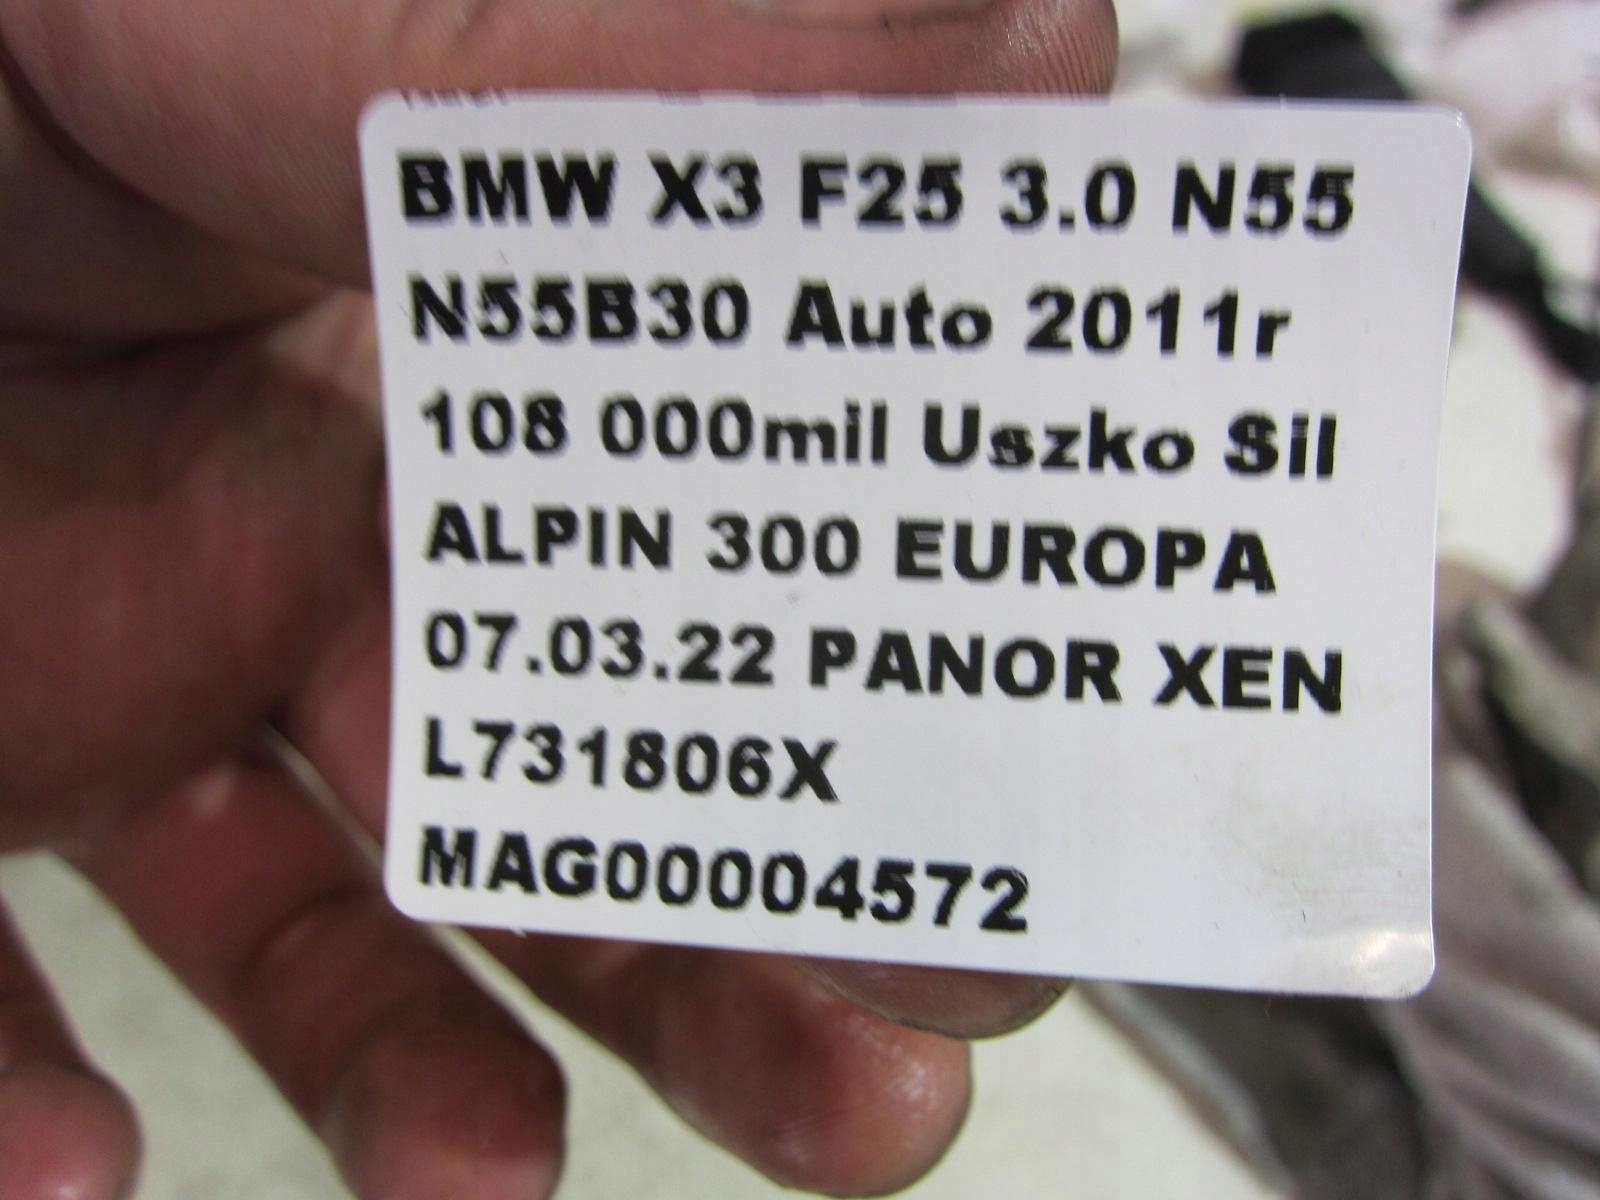 BMW X3 F25 3.0 N55
N55B30 Auto 2011r
108 000mil Uszko Sil
ALPIN 300 EUROPA
07.03.22 PANOR XEN
L731806X
MAG00004572